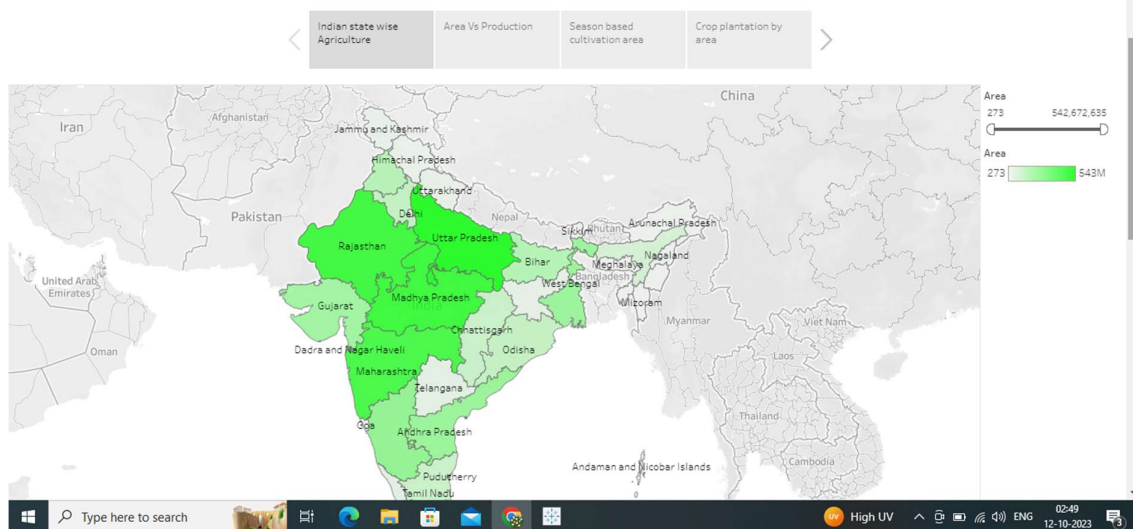 Indian state wise
Agriculture
Area Vs Production
Season based
cultivation area
Crop plantation by
area
Area
273 542,672,635
Area
273 543M
China
Iran
Afghanistan
Jammu and Kashmir
Himachal Pradesh
Uttarakhand
Pakistan
Delhi
Nepal
Sikkim
Bhutan
Arunachal Pradesh
Rajasthan
Uttar Pradesh
Bihar
Meghalaya
Nagaland
Bangladesh
United Arab
Emirates
Gujarat
Madhya Pradesh
India
West Bengal
Mizoram
Myanmar
Viet Nam
Chhattisgarh
Oman
Dadra and Nagar Haveli
Odisha
Laos
Maharashtra
Telangana
Thailand
Goa
Andhra Pradesh
Cambodia
Andaman and Nicobar Islands
Puducherry
Tamil Nadu
Type here to search
UV
High UV
ENG
02:49
12-10-2023
3